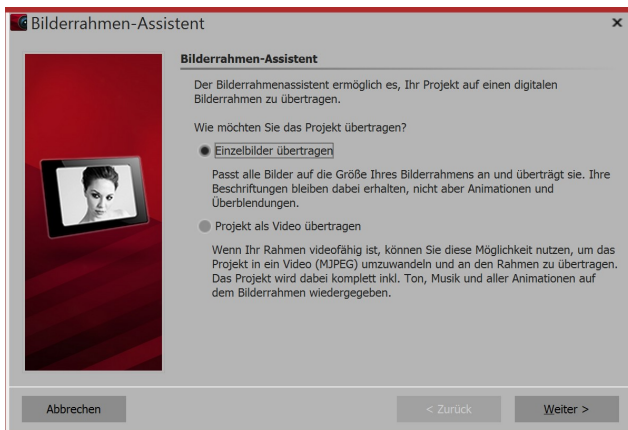 Bilderrahmen-Assistent
Bilderrahmen-Assistent
Der Bilderrahmenassistent ermöglich es, Ihr Projekt auf einen digitalen
Bilderrahmen zu übertragen.
Wie möchten Sie das Projekt übertragen?
Einzelbilder übertragen
Passt alle Bilder auf die Größe Ihres Bilderrahmens an und überträgt sie. Ihre
Beschriftungen bleiben dabei erhalten, nicht aber Animationen und
Überblendungen.
Projekt als Video übertragen
Wenn Ihr Rahmen videofähig ist, können Sie diese Möglichkeit nutzen, um das
Projekt in ein Video (MJPEG) umzuwandeln und an den Rahmen zu übertragen.
Das Projekt wird dabei komplett inkl. Ton, Musik und aller Animationen auf
dem Bilderrahmen wiedergegeben.
Abbrechen < Zurück Weiter >